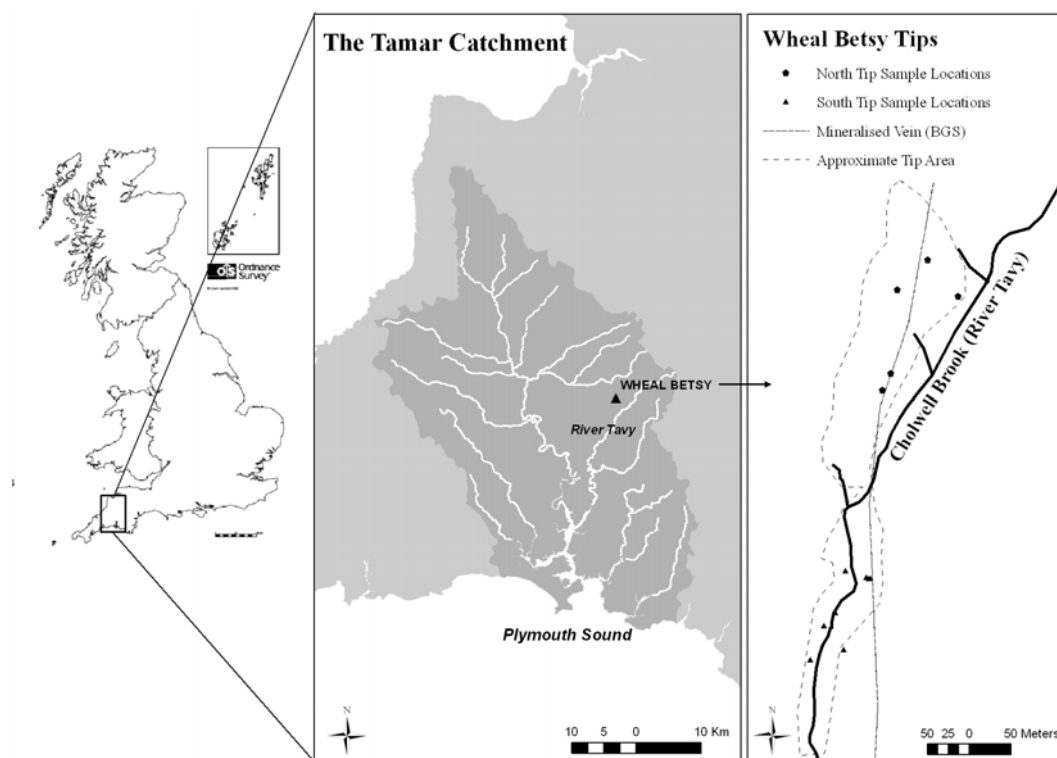 Ordnance
Survey
The Tamar Catchment
WHEAL BETSY
River Tavy
Plymouth Sound
N
10 5 0 10 Km
Wheal Betsy Tips
North Tip Sample Locations
South Tip Sample Locations
Mineralised Vein (BGS)
Approximate Tip Area
Cholwell Brook (River Tavy)
N
50 25 0 50 Meters